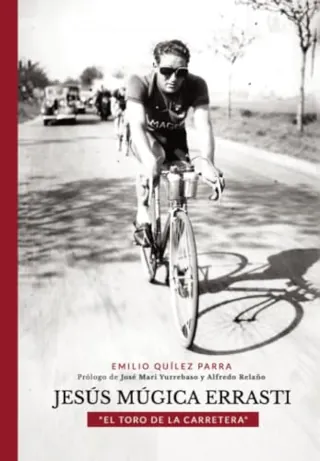 EMILIO QUÍLEZ PARRA
Prólogo de José Mari Yurrebaso y Alfredo Relaño
JESÚS MÚGICA ERRASTI
"EL TORO DE LA CARRETERA"